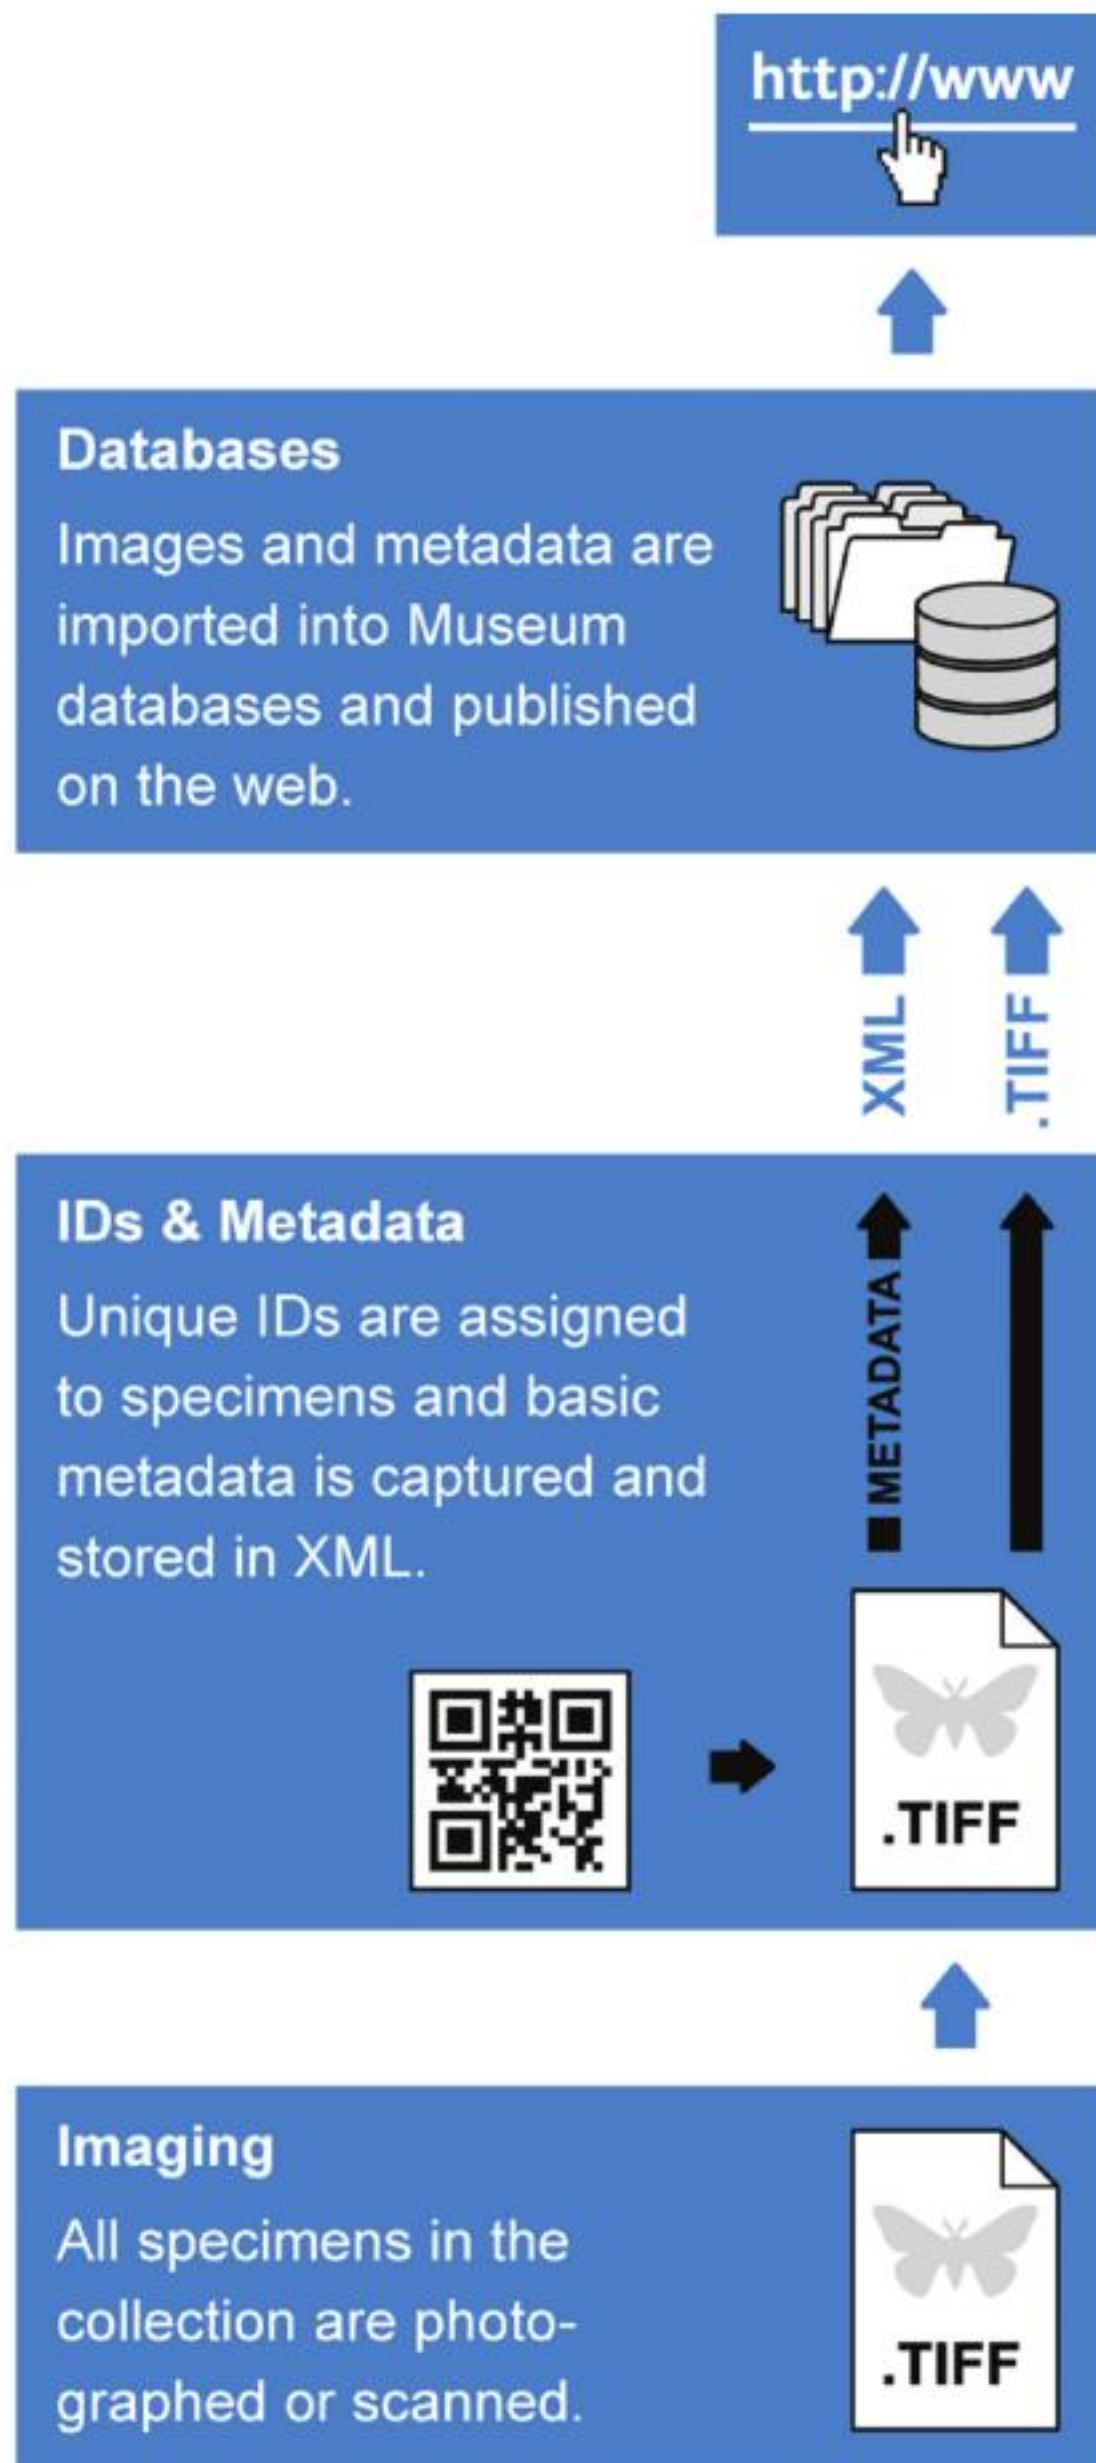 http://www
Databases
Images and metadata are
imported into Museum
databases and published
on the web.
XML
.TIFF
IDs & Metadata
Unique IDs are assigned
to specimens and basic
metadata is captured and
stored in XML.
METADATA
.TIFF
Imaging
All specimens in the
collection are photo-
graphed or scanned.
.TIFF